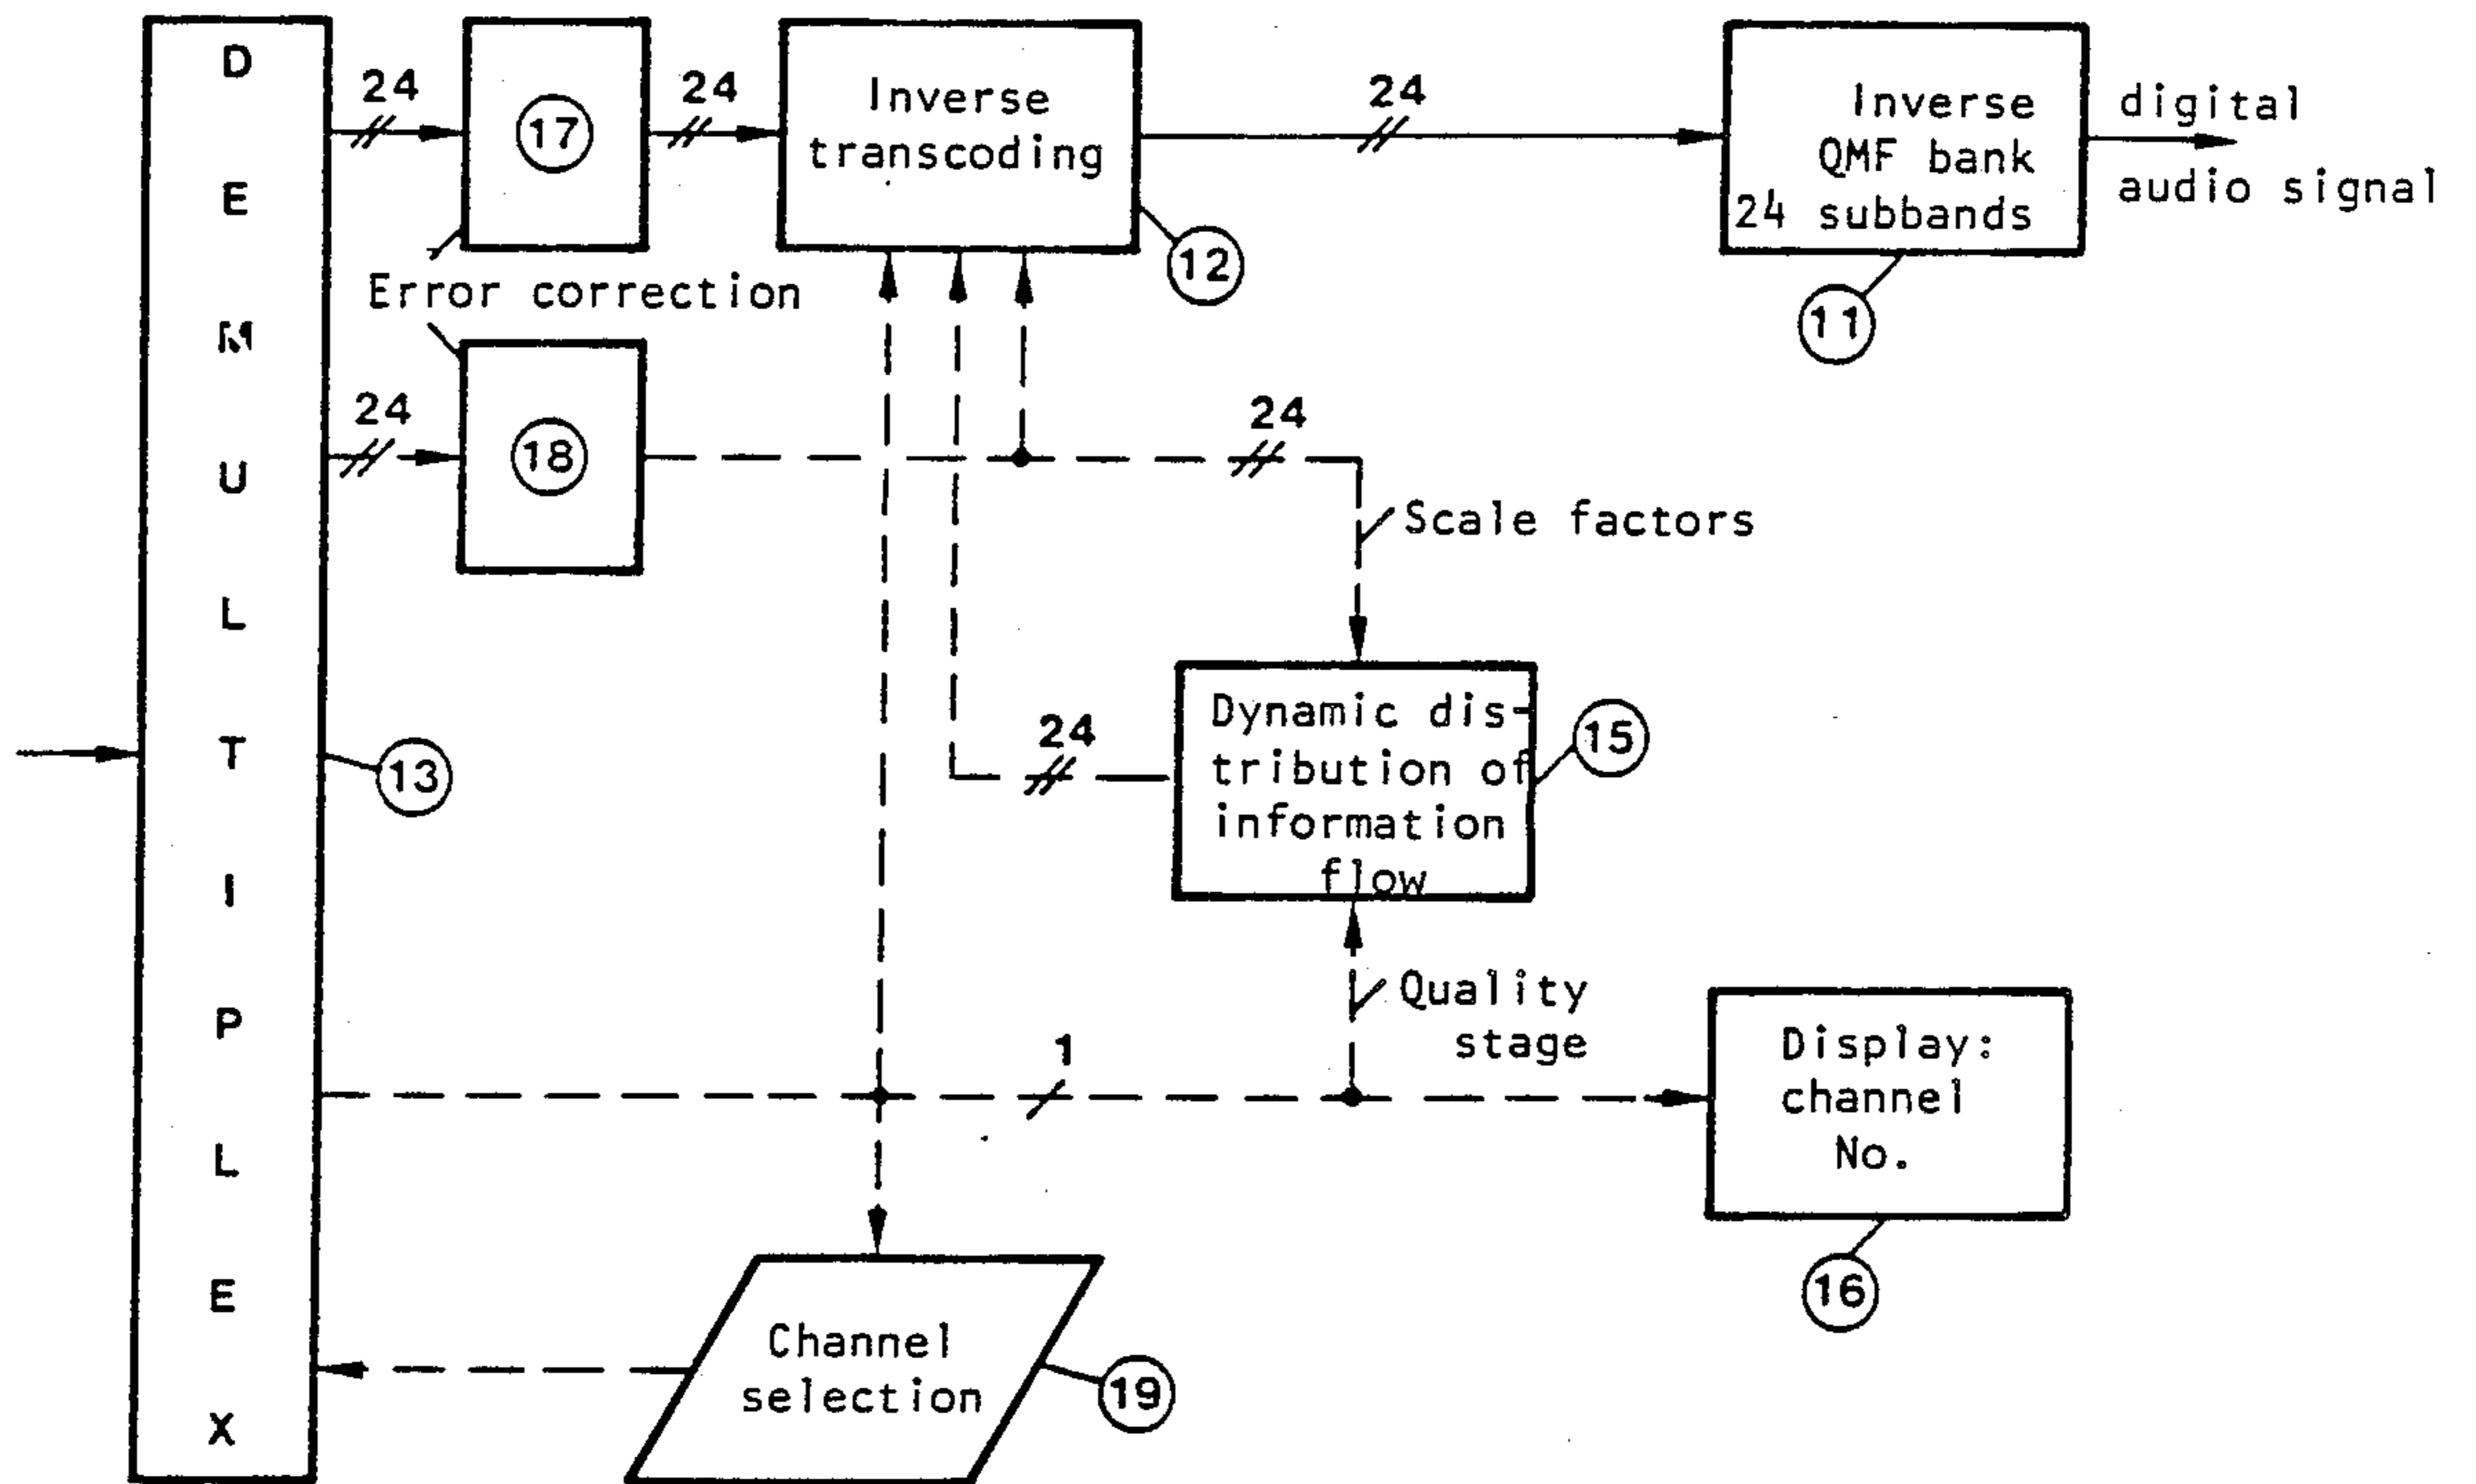 DEMULTIPLEX
24
17
24
Inverse
transcoding
12
24
Inverse
QMF bank
24 subbands
11
digital
audio signal
Error correction
24
18
24
Scale factors
13
24
Dynamic dis-
tribution of
information
flow
15
Quality
stage
1
Display:
channel
No.
16
Channel
selection
19